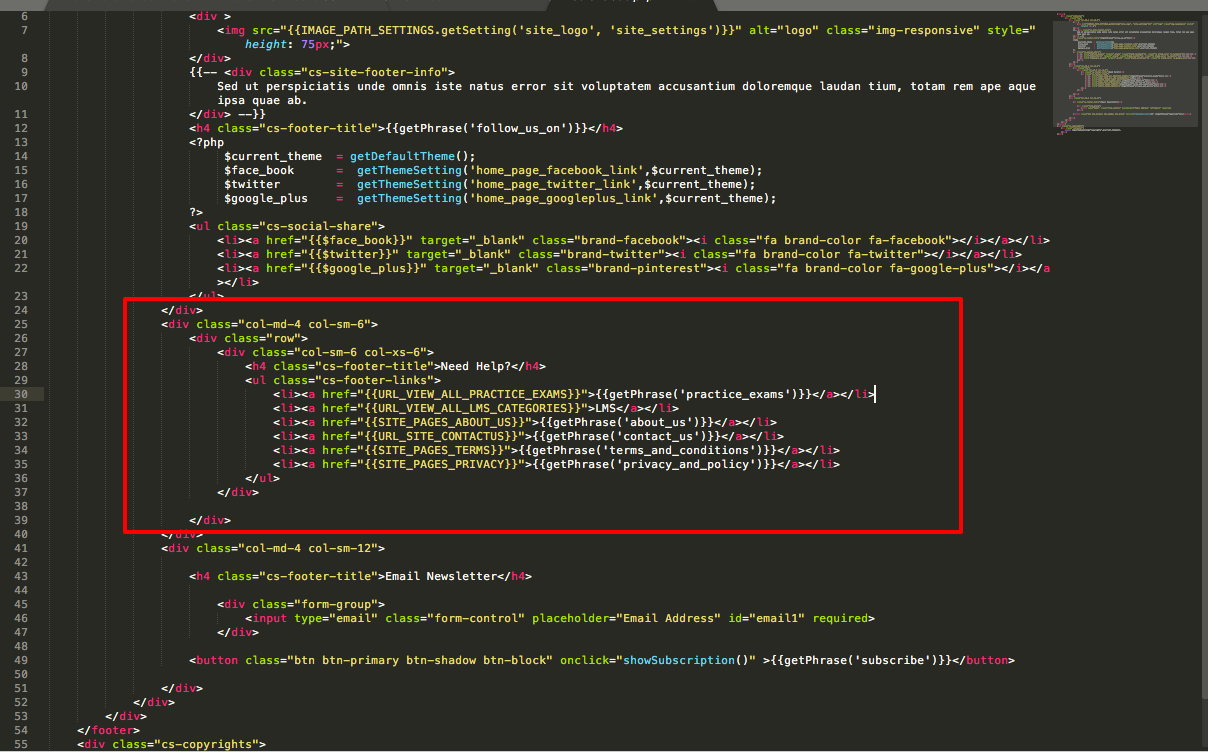 6 <div >
7 <img src="{{IMAGE_PATH_SETTINGS.getSetting('site_logo', 'site_settings')}}" alt="logo" class="img-responsive" style="
height: 75px;">
8 </div>
9 {{-- <div class="cs-site-footer-info">
10 Sed ut perspiciatis unde omnis iste natus error sit voluptatem accusantium doloremque laudan tium, totam rem ape aque
ipsa quae ab.
11 </div> --}}
12 <h4 class="cs-footer-title">{{getPhrase('follow_us_on')}}</h4>
13 <?php
14 $current_theme = getDefaultTheme();
15 $face_book = getThemeSetting('home_page_facebook_link',$current_theme);
16 $twitter = getThemeSetting('home_page_twitter_link',$current_theme);
17 $google_plus = getThemeSetting('home_page_googleplus_link',$current_theme);
18 ?>
19 <ul class="cs-social-share">
20 <li><a href="{{$face_book}}" target="_blank" class="brand-facebook"><i class="fa brand-color fa-facebook"></i></a></li>
21 <li><a href="{{$twitter}}" target="_blank" class="brand-twitter"><i class="fa brand-color fa-twitter"></i></a></li>
22 <li><a href="{{$google_plus}}" target="_blank" class="brand-pinterest"><i class="fa brand-color fa-google-plus"></i></a
></li>
23 </ul>
24 </div>
25 <div class="col-md-4 col-sm-6">
26 <div class="row">
27 <div class="col-sm-6 col-xs-6">
28 <h4 class="cs-footer-title">Need Help?</h4>
29 <ul class="cs-footer-links">
30 <li><a href="{{URL_VIEW_ALL_PRACTICE_EXAMS}}">{{getPhrase('practice_exams')}}</a></li>
31 <li><a href="{{URL_VIEW_ALL_LMS_CATEGORIES}}">LMS</a></li>
32 <li><a href="{{SITE_PAGES_ABOUT_US}}">{{getPhrase('about_us')}}</a></li>
33 <li><a href="{{URL_SITE_CONTACTUS}}">{{getPhrase('contact_us')}}</a></li>
34 <li><a href="{{SITE_PAGES_TERMS}}">{{getPhrase('terms_and_conditions')}}</a></li>
35 <li><a href="{{SITE_PAGES_PRIVACY}}">{{getPhrase('privacy_and_policy')}}</a></li>
36 </ul>
37 </div>
38
39 </div>
40 </div>
41 <div class="col-md-4 col-sm-12">
42
43 <h4 class="cs-footer-title">Email Newsletter</h4>
44
45 <div class="form-group">
46 <input type="email" class="form-control" placeholder="Email Address" id="email1" required>
47 </div>
48
49 <button class="btn btn-primary btn-shadow btn-block" onclick="showSubscription()" >{{getPhrase('subscribe')}}</button>
50
51 </div>
52 </div>
53 </div>
54 </footer>
55 <div class="cs-copyrights">